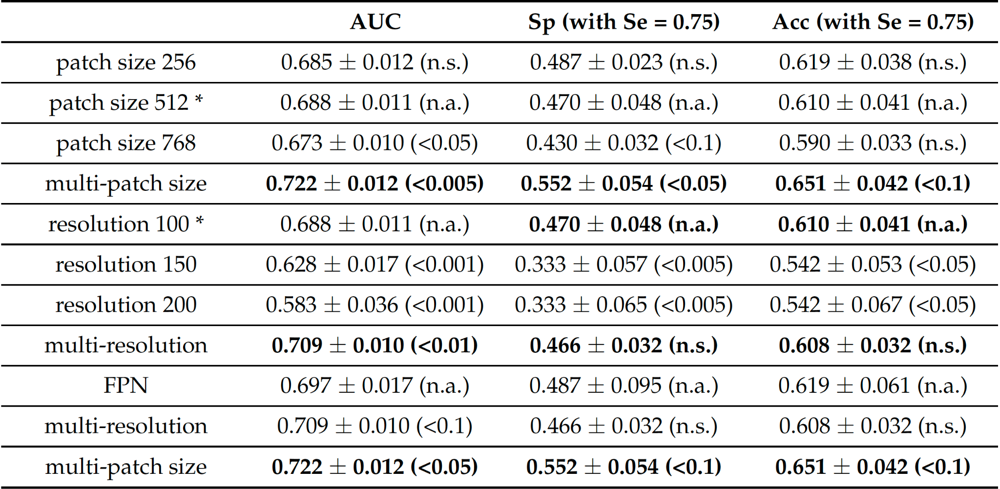 AUC Sp (with Se = 0.75) Acc (with Se = 0.75)
patch size 256 0.685 ± 0.012 (n.s.) 0.487 ± 0.023 (n.s.) 0.619 ± 0.038 (n.s.)
patch size 512 * 0.688 ± 0.011 (n.a.) 0.470 ± 0.048 (n.a.) 0.610 ± 0.041 (n.a.)
patch size 768 0.673 ± 0.010 (<0.05) 0.430 ± 0.032 (<0.1) 0.590 ± 0.033 (n.s.)
multi-patch size 0.722 ± 0.012 (<0.005) 0.552 ± 0.054 (<0.05) 0.651 ± 0.042 (<0.1)
resolution 100 * 0.688 ± 0.011 (n.a.) 0.470 ± 0.048 (n.a.) 0.610 ± 0.041 (n.a.)
resolution 150 0.628 ± 0.017 (<0.001) 0.333 ± 0.057 (<0.005) 0.542 ± 0.053 (<0.05)
resolution 200 0.583 ± 0.036 (<0.001) 0.333 ± 0.065 (<0.005) 0.542 ± 0.067 (<0.05)
multi-resolution 0.709 ± 0.010 (<0.01) 0.466 ± 0.032 (n.s.) 0.608 ± 0.032 (n.s.)
FPN 0.697 ± 0.017 (n.a.) 0.487 ± 0.095 (n.a.) 0.619 ± 0.061 (n.a.)
multi-resolution 0.709 ± 0.010 (<0.1) 0.466 ± 0.032 (n.s.) 0.608 ± 0.032 (n.s.)
multi-patch size 0.722 ± 0.012 (<0.05) 0.552 ± 0.054 (<0.1) 0.651 ± 0.042 (<0.1)